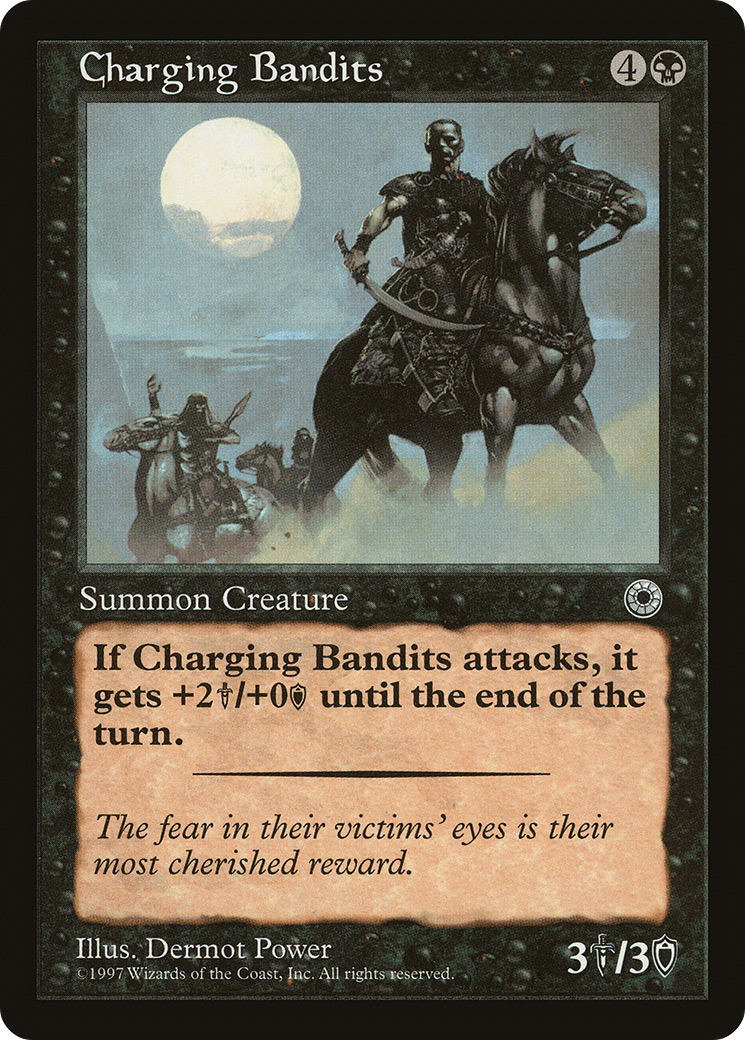 Charging Bandits 4
Summon Creature
If Charging Bandits attacks, it
gets +2/+0 until the end of the
turn.
The fear in their victims’ eyes is their
most cherished reward.
Illus. Dermot Power
©1997 Wizards of the Coast, Inc. All rights reserved.
3/3